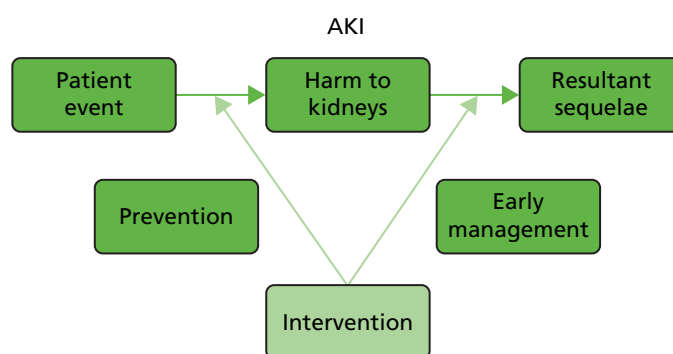 AKI
Patient
event
Harm to
kidneys
Resultant
sequelae
Prevention
Early
management
Intervention